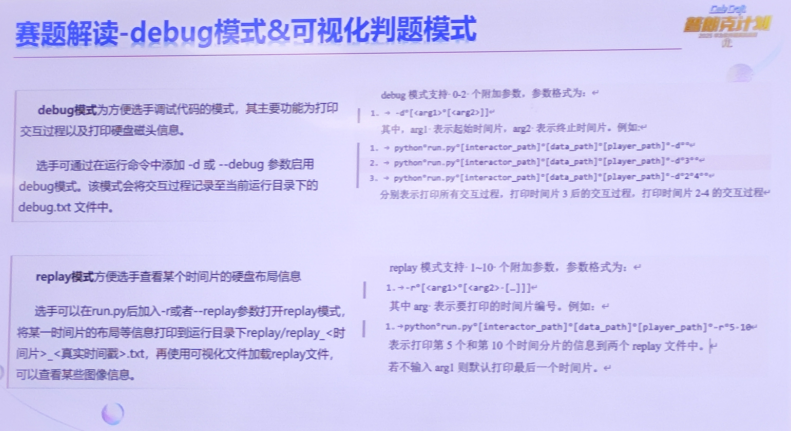 赛题解读-debug模式&可视化判题模式
debug模式为方便选手调试代码的模式，其主要功能为打印
交互过程以及打印硬盘磁头信息。
选手可通过在运行命令中添加 -d 或 --debug 参数启用
debug模式。该模式会将交互过程记录至当前运行目录下的
debug.txt 文件中。
debug 模式支持· 0-2· 个附加参数，参数格式为：↵
1. → -d°[<arg1>°[<arg2>]]↵
其中，arg1· 表示起始时间片，arg2· 表示终止时间片。例如:↵
1. → python°run.py°[interactor_path]°[data_path]°[player_path]°-d°°↵
2. → python°run.py°[interactor_path]°[data_path]°[player_path]°-d°3°°↵
3. → python°run.py°[interactor_path]°[data_path]°[player_path]°-d°2°4°°↵
分别表示打印所有交互过程，打印时间片 3 后的交互过程，打印时间片 2-4 的交互过程↵
replay模式方便选手查看某个时间片的硬盘布局信息
选手可以在run.py后加入-r或者--replay参数打开replay模式，
将某一时间片的布局等信息打印到运行目录下replay/replay_<时
间片>_<真实时间戳>.txt，再使用可视化文件加载replay文件，
可以查看某些图像信息。
replay 模式支持· 1~10· 个附加参数，参数格式为：↵
1.→-r°[<arg1>°[<arg2>·[…]]]↵
其中 arg· 表示要打印的时间片编号。例如：↵
1.→python°run.py°[interactor_path]°[data_path]°[player_path]°-r°5·10↵
表示打印第 5 个和第 10 个时间分片的信息到两个 replay 文件中。↵
若不输入 arg1 则默认打印最后一个时间片。↵